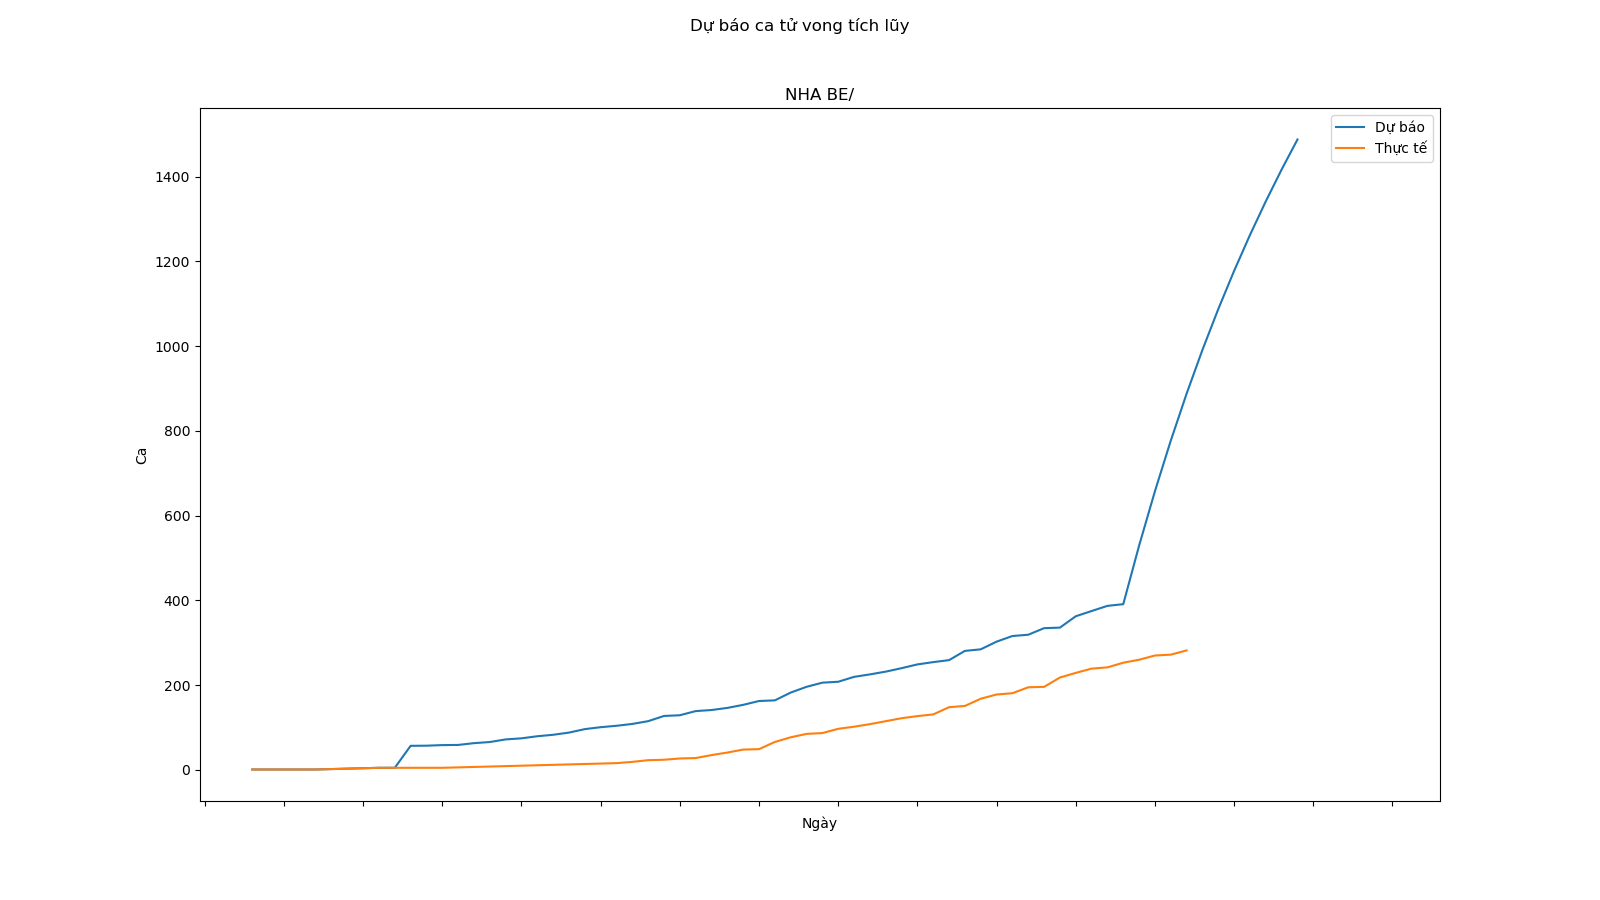 Dự báo ca tử vong tích lũy
NHA BE/
Dự báo
Thực tế
1400
1200
1000
800
600
400
200
0
Ca
Ngày